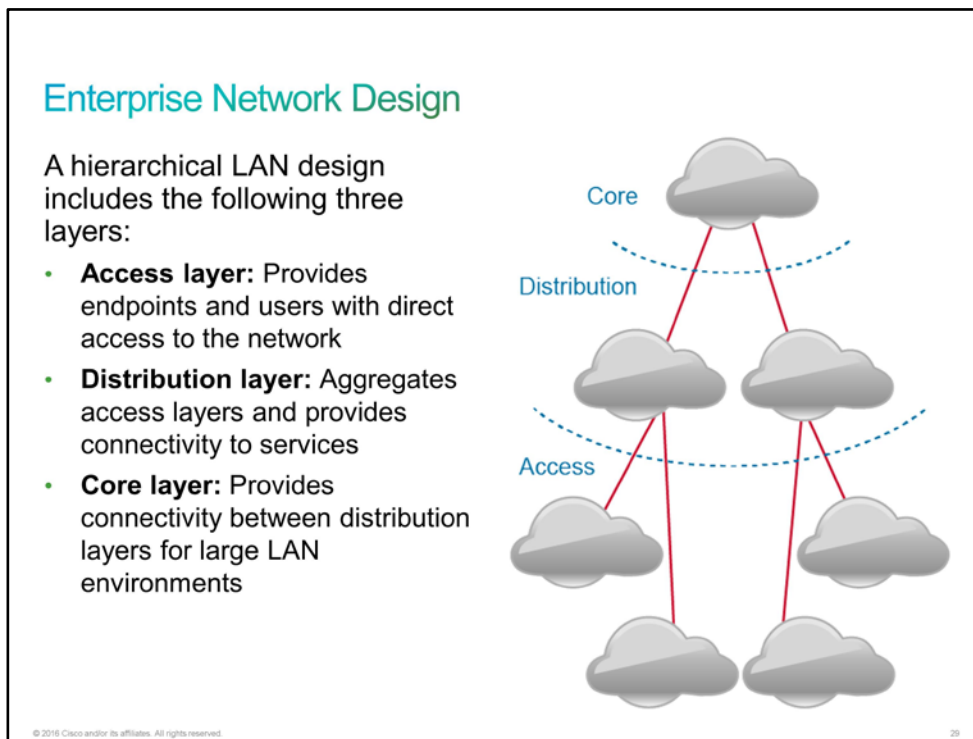 Enterprise Network Design
A hierarchical LAN design
includes the following three
layers:
• Access layer: Provides
endpoints and users with direct
access to the network
• Distribution layer: Aggregates
access layers and provides
connectivity to services
• Core layer: Provides
connectivity between distribution
layers for large LAN
environments
Core
Distribution
Access
© 2016 Cisco and/or its affiliates. All rights reserved.
29